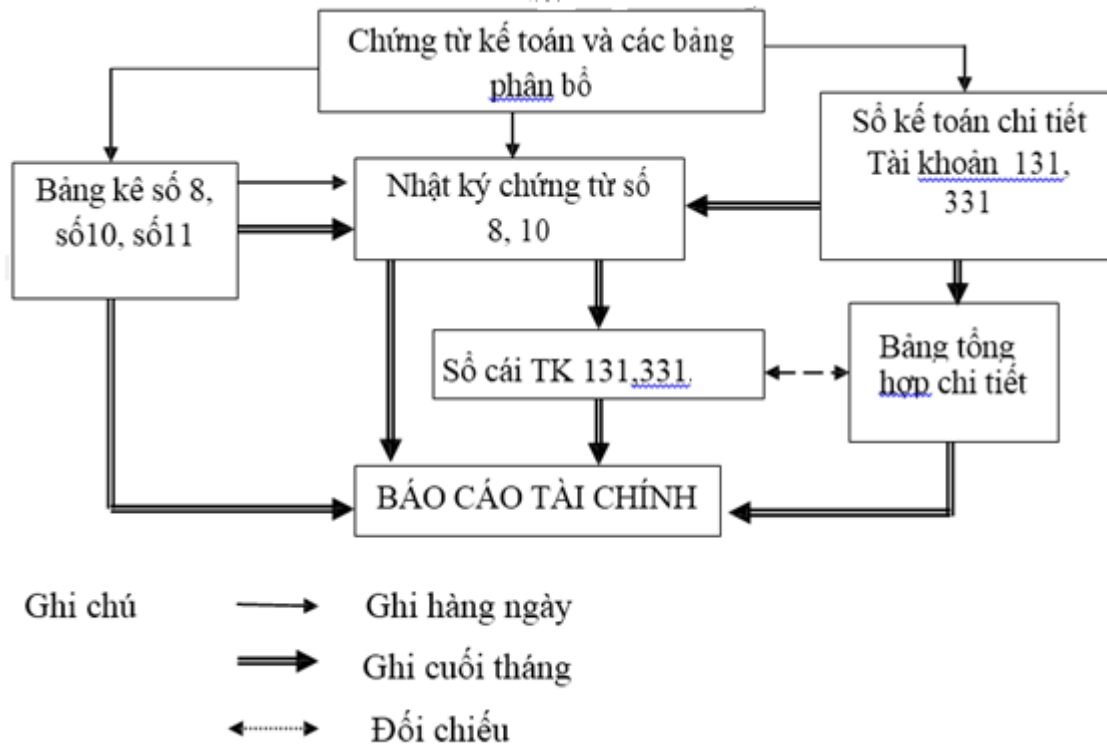 Chứng từ kế toán và các bảng
phân bổ
Bảng kê số 8,
số10, số11
Nhật ký chứng từ số
8, 10
Sổ kế toán chi tiết
Tài khoản 131,
331
Sổ cái TK 131,331.
Bảng tổng
hợp chi tiết
BÁO CÁO TÀI CHÍNH
Ghi chú
Ghi hàng ngày
Ghi cuối tháng
Đối chiếu